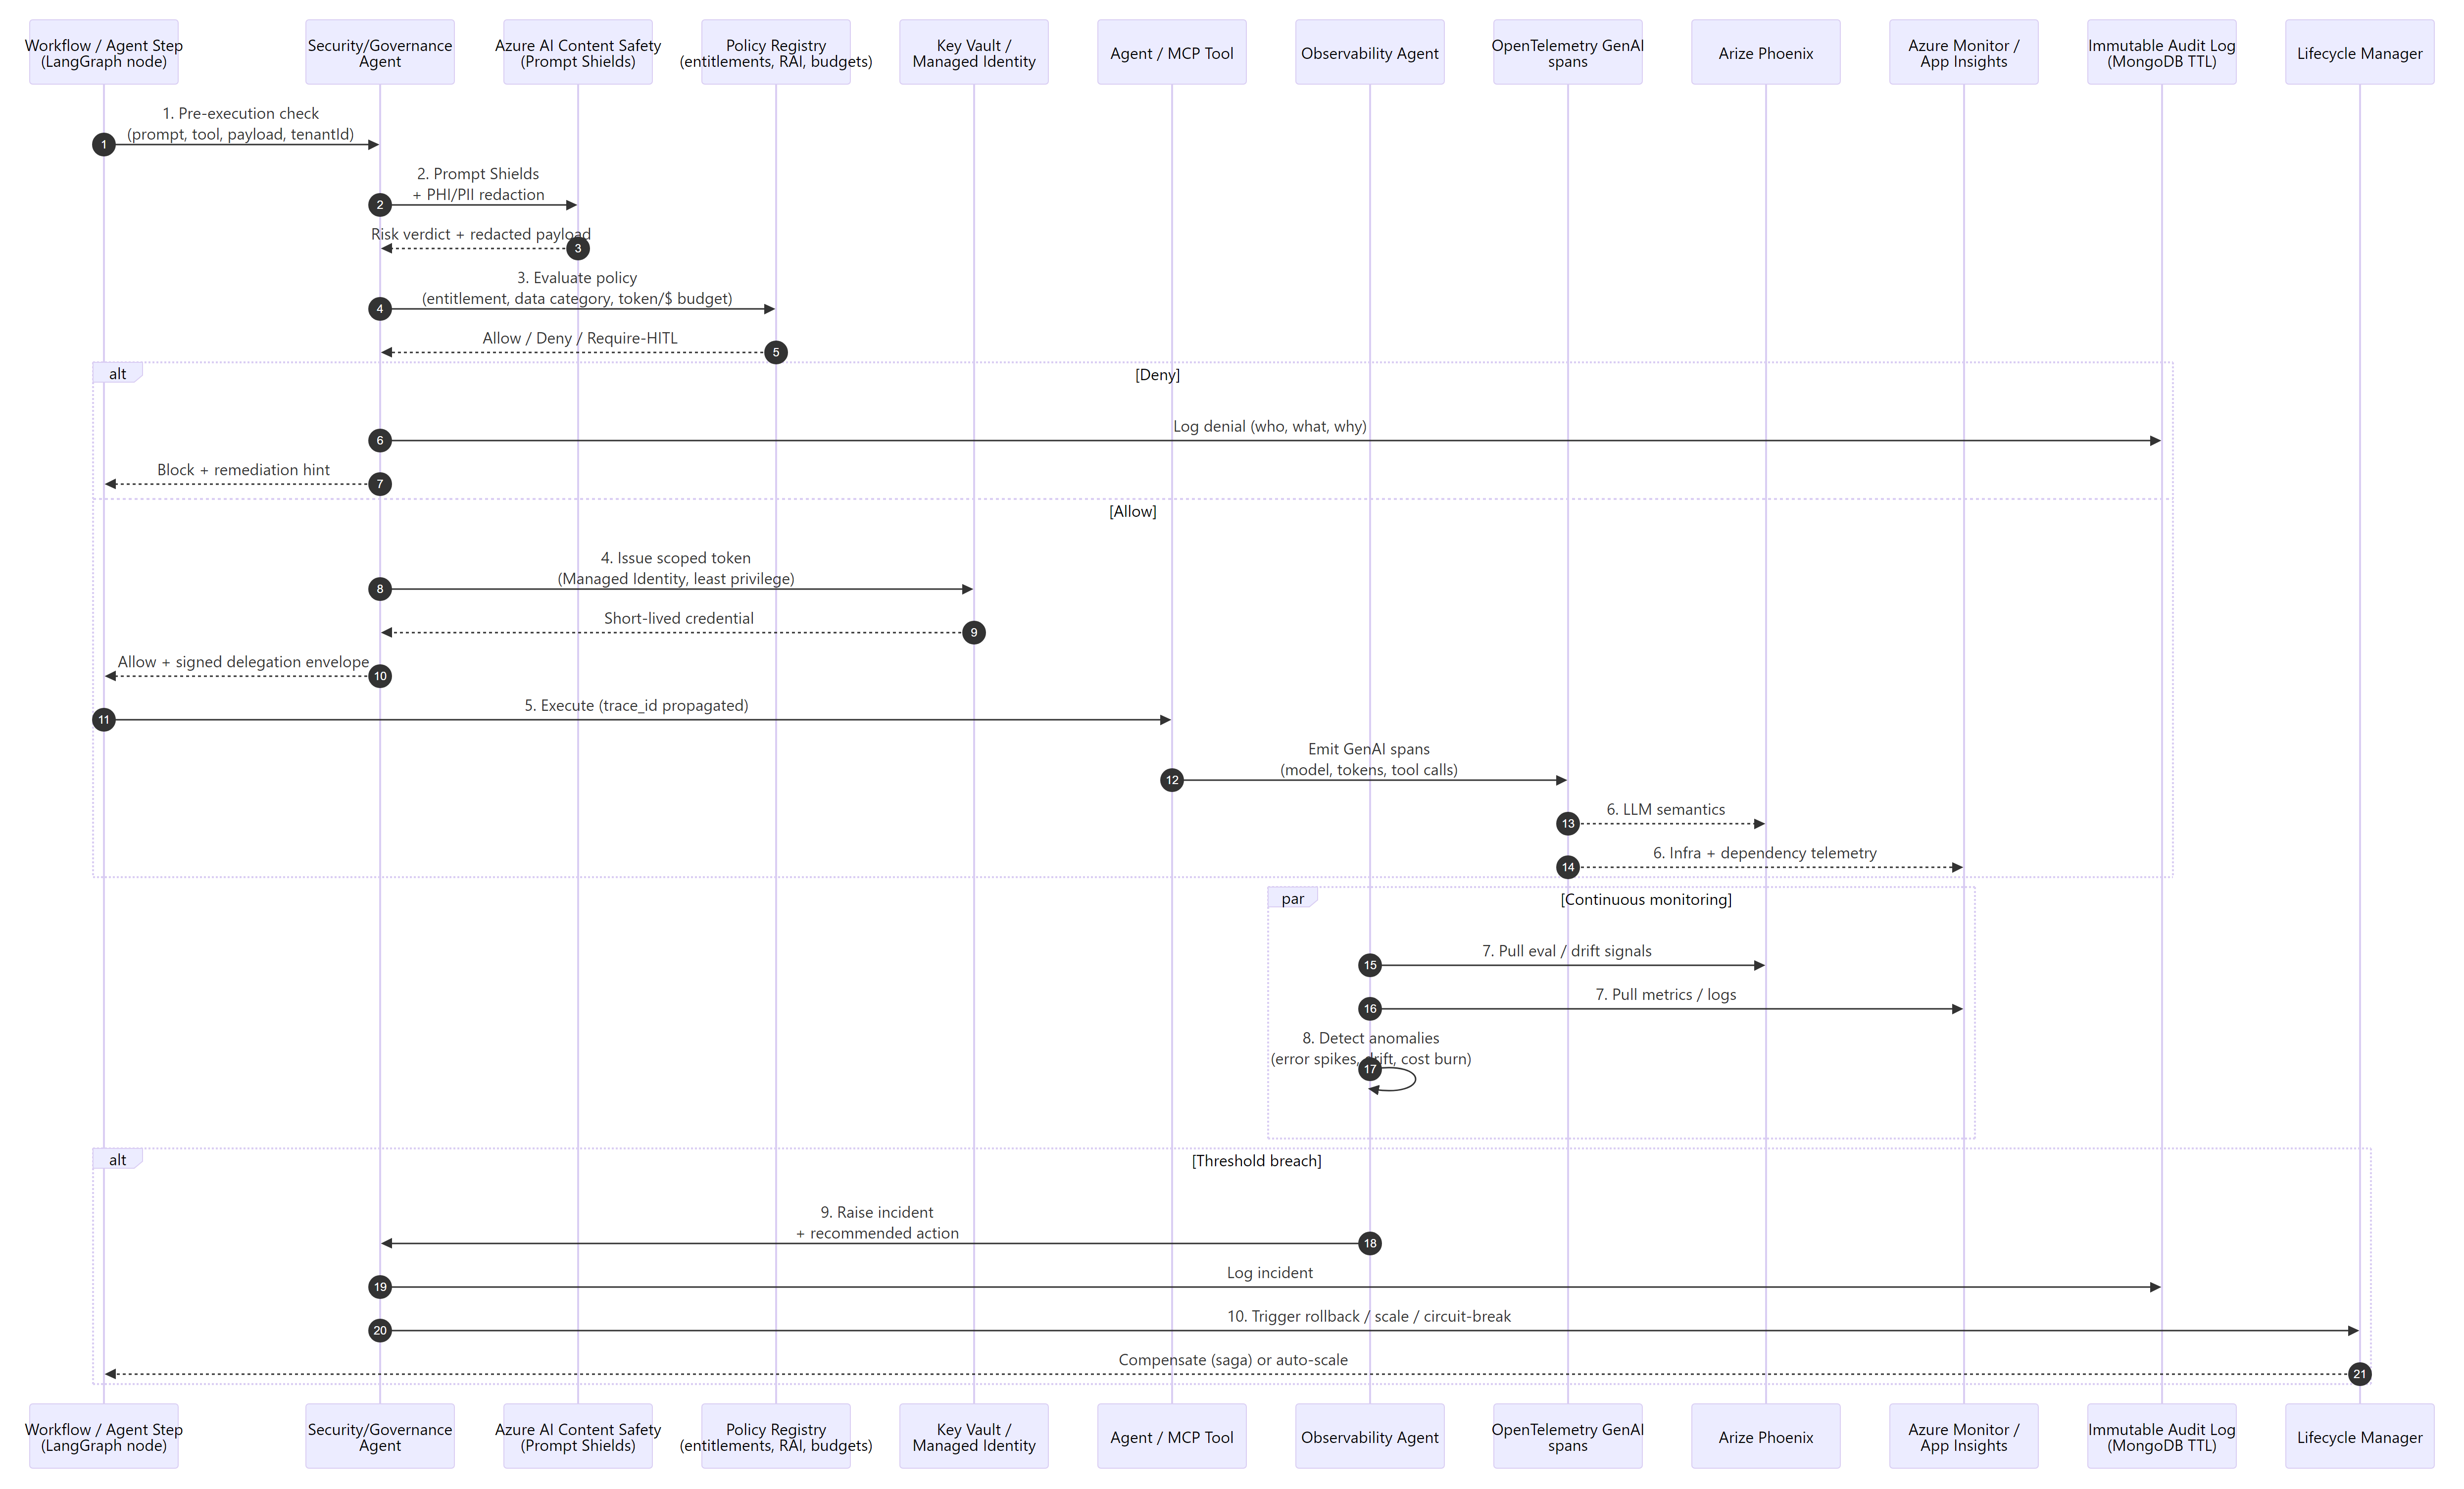 Workflow / Agent Step
(LangGraph node)
Security/Governance
Agent
Azure AI Content Safety
(Prompt Shields)
Policy Registry
(entitlements, RAI, budgets)
Key Vault /
Managed Identity
Agent / MCP Tool
Observability Agent
OpenTelemetry GenAI
spans
Arize Phoenix
Azure Monitor /
App Insights
Immutable Audit Log
(MongoDB TTL)
Lifecycle Manager
1. Pre-execution check
(prompt, tool, payload, tenantId)
1
2. Prompt Shields
+ PHI/PII redaction
2
Risk verdict + redacted payload
3
3. Evaluate policy
(entitlement, data category, token/$ budget)
4
Allow / Deny / Require-HITL
5
alt
[Deny]
Log denial (who, what, why)
6
Block + remediation hint
7
[Allow]
4. Issue scoped token
(Managed Identity, least privilege)
8
Short-lived credential
9
Allow + signed delegation envelope
10
5. Execute (trace_id propagated)
11
Emit GenAI spans
(model, tokens, tool calls)
12
6. LLM semantics
13
6. Infra + dependency telemetry
14
par
[Continuous monitoring]
7. Pull eval / drift signals
15
7. Pull metrics / logs
16
8. Detect anomalies
(error spikes, drift, cost burn)
17
alt
[Threshold breach]
9. Raise incident
+ recommended action
18
Log incident
19
10. Trigger rollback / scale / circuit-break
20
Compensate (saga) or auto-scale
21
Workflow / Agent Step
(LangGraph node)
Security/Governance
Agent
Azure AI Content Safety
(Prompt Shields)
Policy Registry
(entitlements, RAI, budgets)
Key Vault /
Managed Identity
Agent / MCP Tool
Observability Agent
OpenTelemetry GenAI
spans
Arize Phoenix
Azure Monitor /
App Insights
Immutable Audit Log
(MongoDB TTL)
Lifecycle Manager